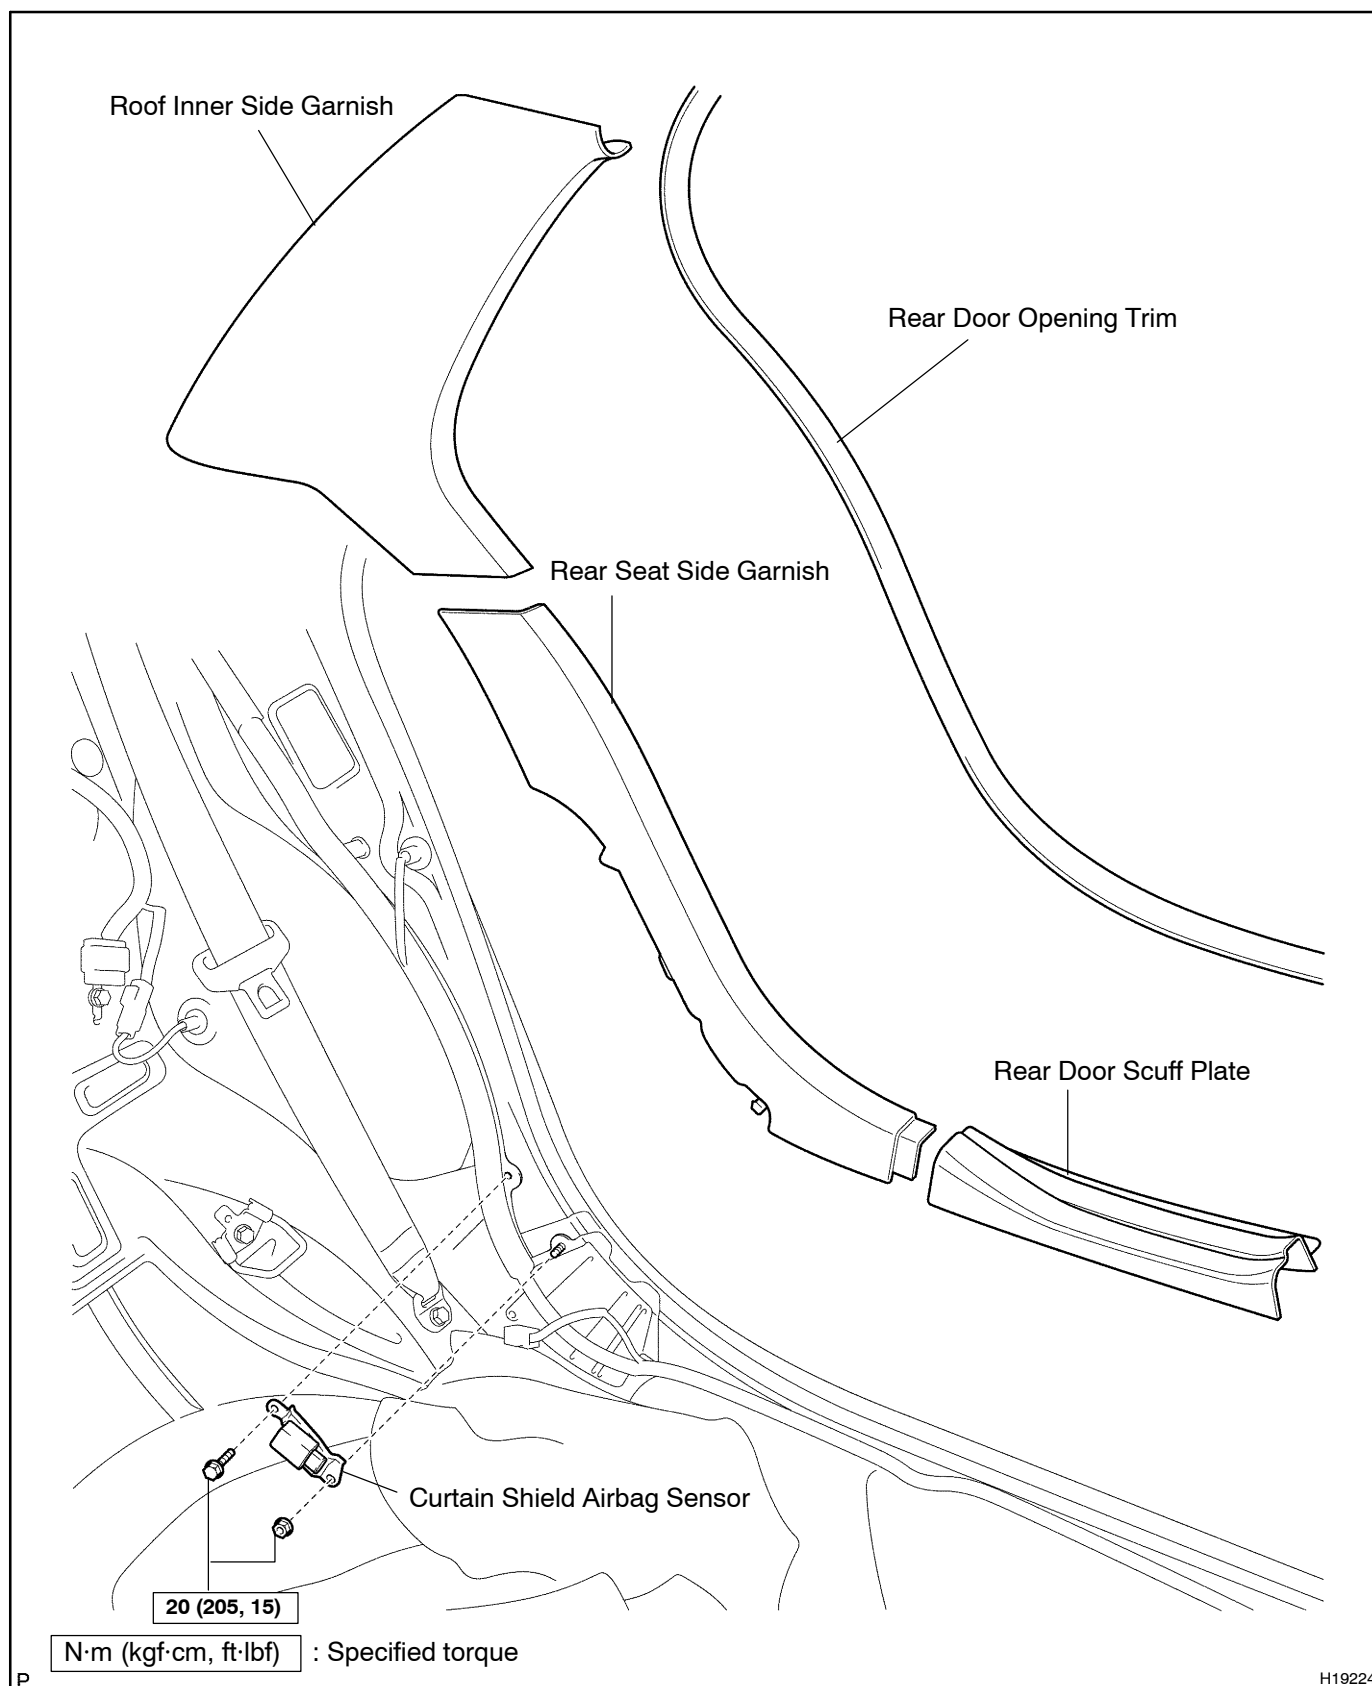 Roof Inner Side Garnish
Rear Door Opening Trim
Rear Seat Side Garnish
Rear Door Scuff Plate
Curtain Shield Airbag Sensor
20 (205, 15)
N·m (kgf·cm, ft·lbf) : Specified torque
P
H19224